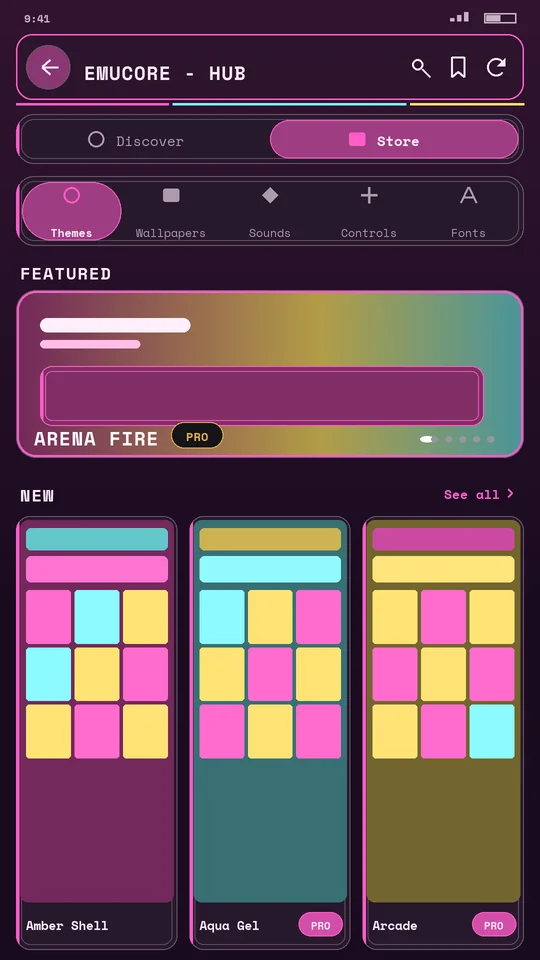 9:41
EMUCORE - HUB
Discover
Store
Themes
Wallpapers
Sounds
Controls
Fonts
FEATURED
ARENA FIRE
PRO
NEW
See all
Amber Shell
Aqua Gel
PRO
Arcade
PRO